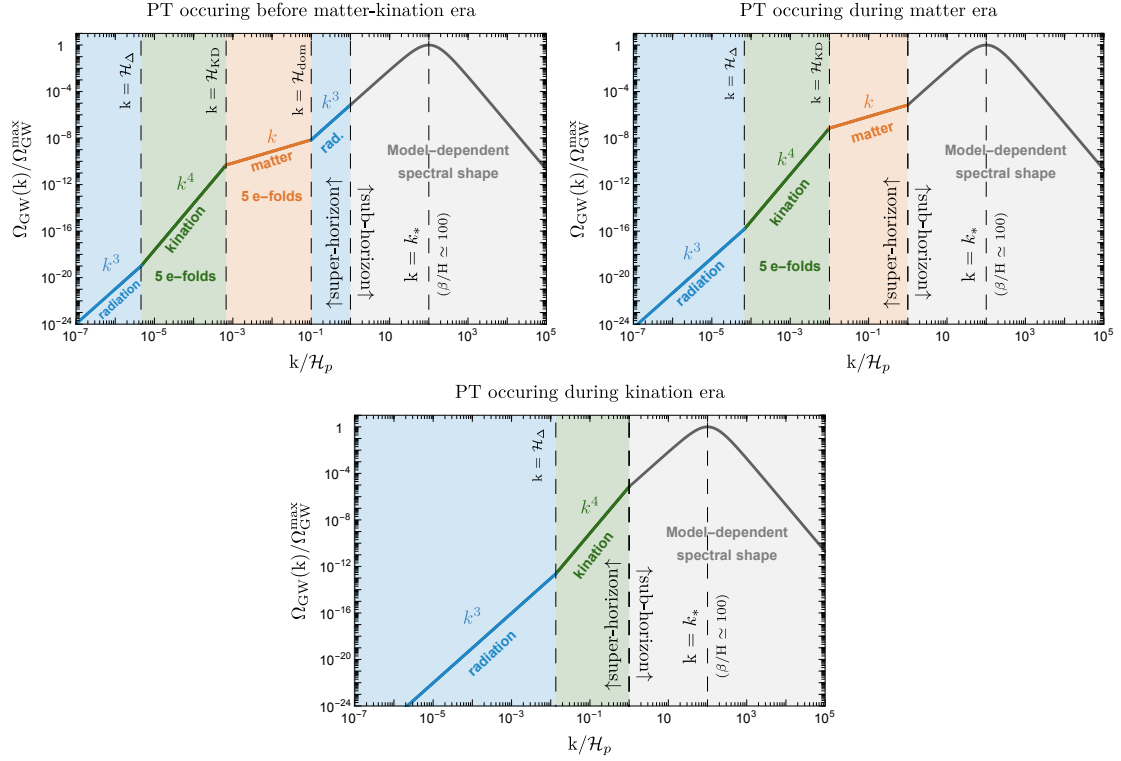 PT occuring before matter-kination era
Ω_GW(k)/Ω_GW^max
1
10^-4
10^-8
10^-12
10^-16
10^-20
10^-24
k = ℋ_Δ
k = ℋ_KD
k = ℋ_dom
k^3
rad.
k
matter
5 e-folds
k^4
kination
5 e-folds
k^3
radiation
↑super-horizon↑
↓sub-horizon↓
k = k_*
(β/H ≃ 100)
Model-dependent
spectral shape
10^-7 10^-5 10^-3 10^-1 10 10^3 10^5
k/ℋ_p
PT occuring during matter era
Ω_GW(k)/Ω_GW^max
1
10^-4
10^-8
10^-12
10^-16
10^-20
10^-24
k = ℋ_Δ
k = ℋ_KD
k
matter
k^4
kination
5 e-folds
k^3
radiation
↑super-horizon↑
↓sub-horizon↓
k = k_*
(β/H ≃ 100)
Model-dependent
spectral shape
10^-7 10^-5 10^-3 10^-1 10 10^3 10^5
k/ℋ_p
PT occuring during kination era
Ω_GW(k)/Ω_GW^max
1
10^-4
10^-8
10^-12
10^-16
10^-20
10^-24
k = ℋ_Δ
k^4
kination
k^3
radiation
↑super-horizon↑
↓sub-horizon↓
k = k_*
(β/H ≃ 100)
Model-dependent
spectral shape
10^-7 10^-5 10^-3 10^-1 10 10^3 10^5
k/ℋ_p